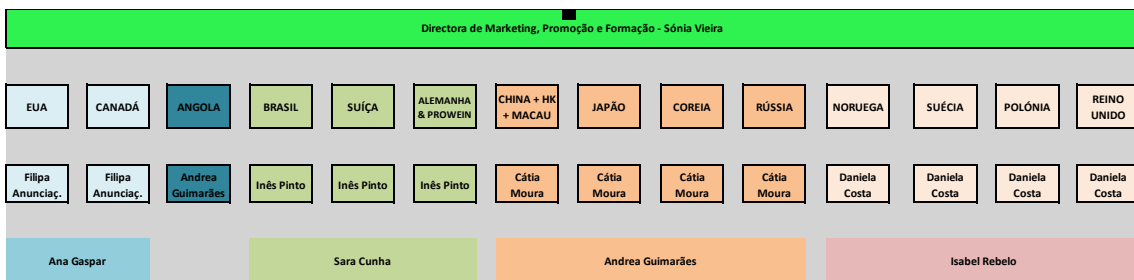 Directora de Marketing, Promoção e Formação - Sónia Vieira
EUA
CANADÁ
ANGOLA
BRASIL
SUÍÇA
ALEMANHA
& PROWEIN
CHINA + HK
+ MACAU
JAPÃO
COREIA
RÚSSIA
NORUEGA
SUÉCIA
POLÓNIA
REINO
UNIDO
Filipa
Anunciaç.
Filipa
Anunciaç.
Andrea
Guimarães
Inês Pinto
Inês Pinto
Inês Pinto
Cátia
Moura
Cátia
Moura
Cátia
Moura
Cátia
Moura
Daniela
Costa
Daniela
Costa
Daniela
Costa
Daniela
Costa
Ana Gaspar
Sara Cunha
Andrea Guimarães
Isabel Rebelo